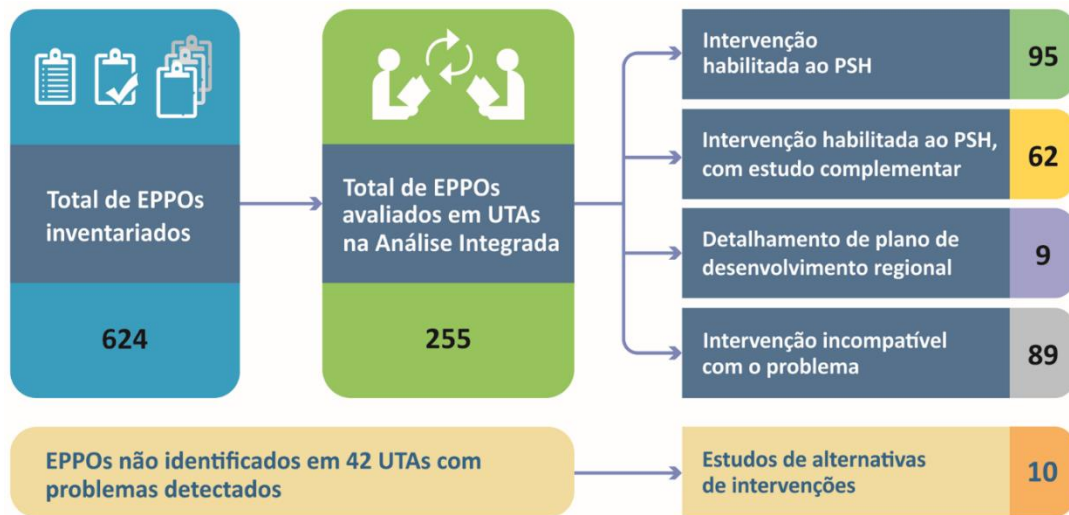 Total de EPPOs
inventariados
624
Total de EPPOs
avaliados em UTAs
na Análise Integrada
255
Intervenção
habilitada ao PSH
95
Intervenção habilitada ao PSH,
com estudo complementar
62
Detalhamento de plano de
desenvolvimento regional
9
Intervenção incompatível
com o problema
89
EPPOs não identificados em 42 UTAs com
problemas detectados
Estudos de alternativas
de intervenções
10